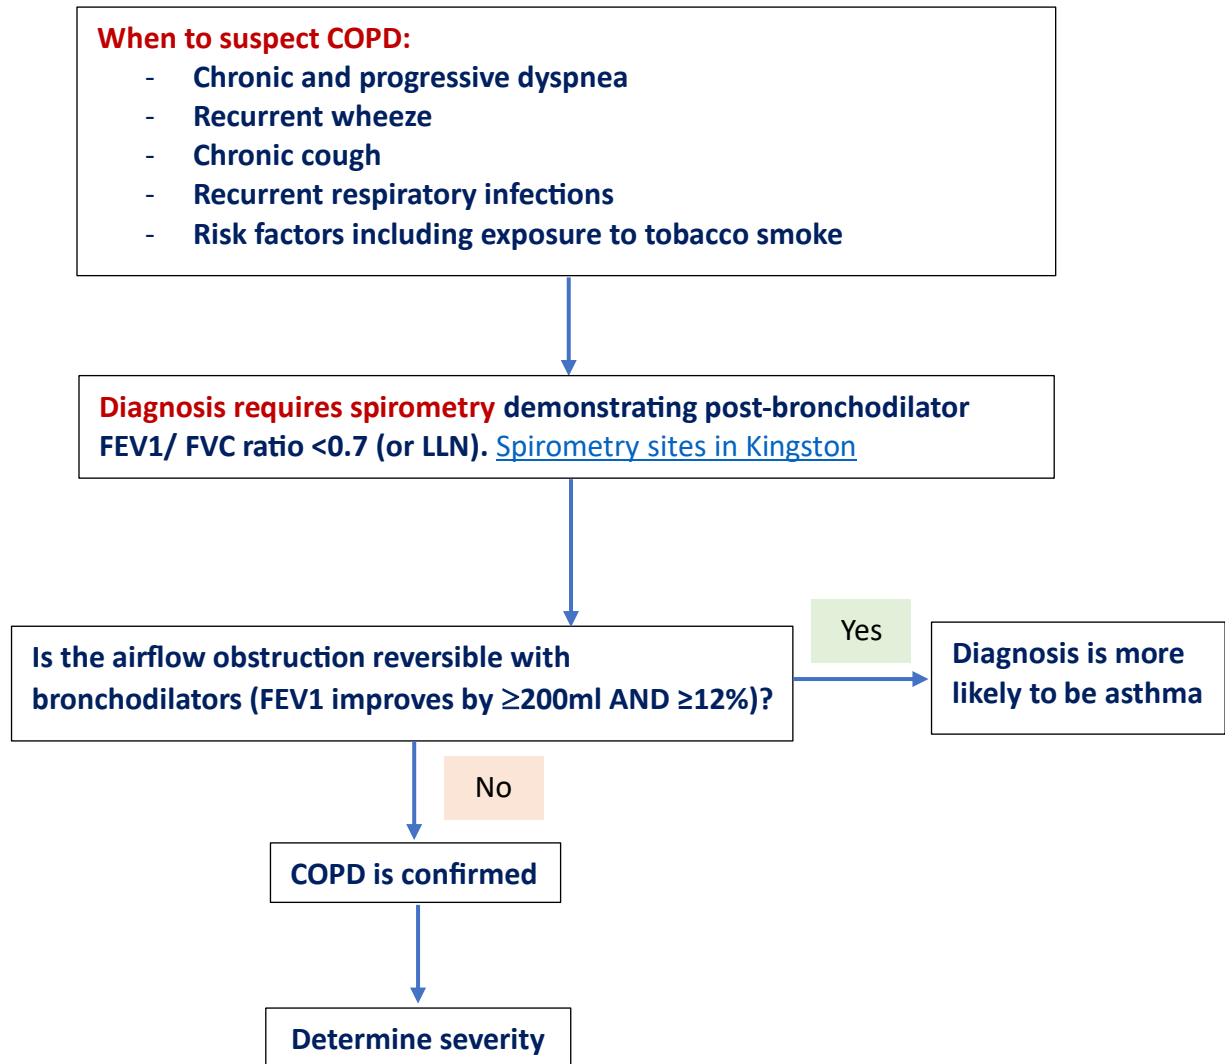 When to suspect COPD:
- Chronic and progressive dyspnea
- Recurrent wheeze
- Chronic cough
- Recurrent respiratory infections
- Risk factors including exposure to tobacco smoke
Diagnosis requires spirometry demonstrating post-bronchodilator
FEV1/ FVC ratio <0.7 (or LLN). Spirometry sites in Kingston
Is the airflow obstruction reversible with
bronchodilators (FEV1 improves by ≥200ml AND ≥12%)?
Yes
Diagnosis is more
likely to be asthma
No
COPD is confirmed
Determine severity